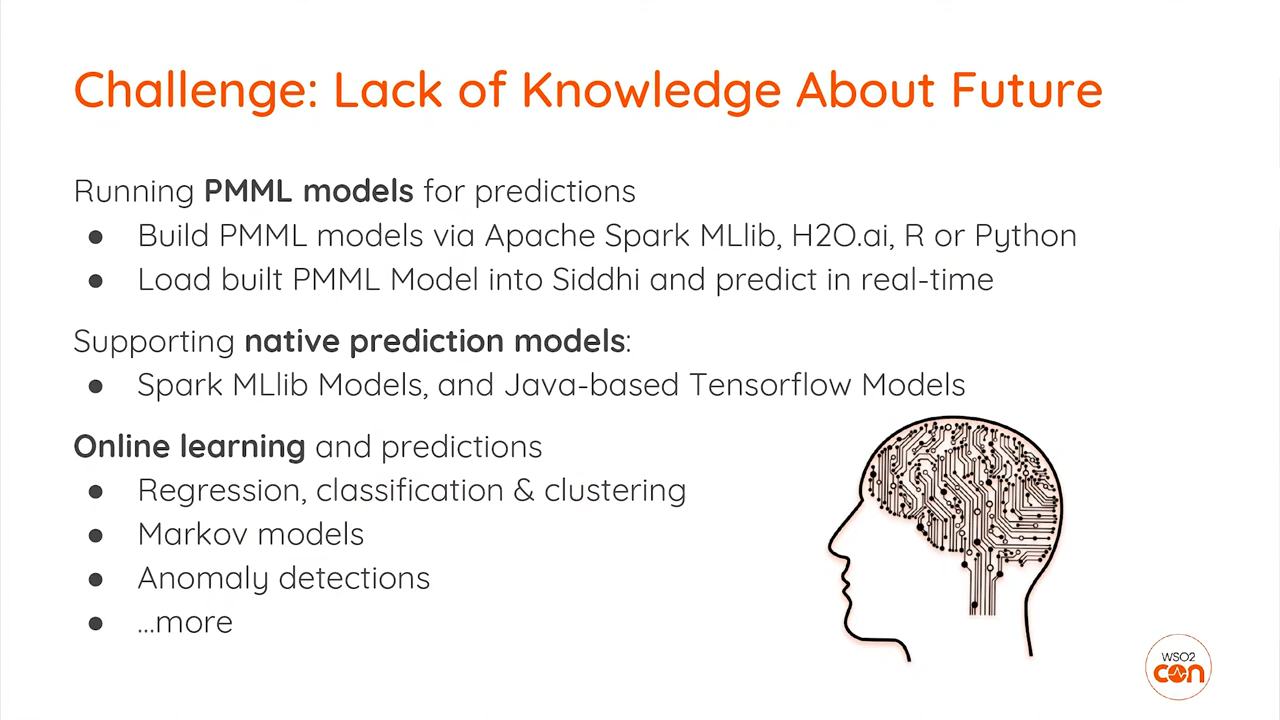 Challenge: Lack of Knowledge About Future
Running PMML models for predictions
● Build PMML models via Apache Spark MLlib, H2O.ai, R or Python
● Load built PMML Model into Siddhi and predict in real-time
Supporting native prediction models:
● Spark MLlib Models, and Java-based Tensorflow Models
Online learning and predictions
● Regression, classification & clustering
● Markov models
● Anomaly detections
● ...more
WSO2
con